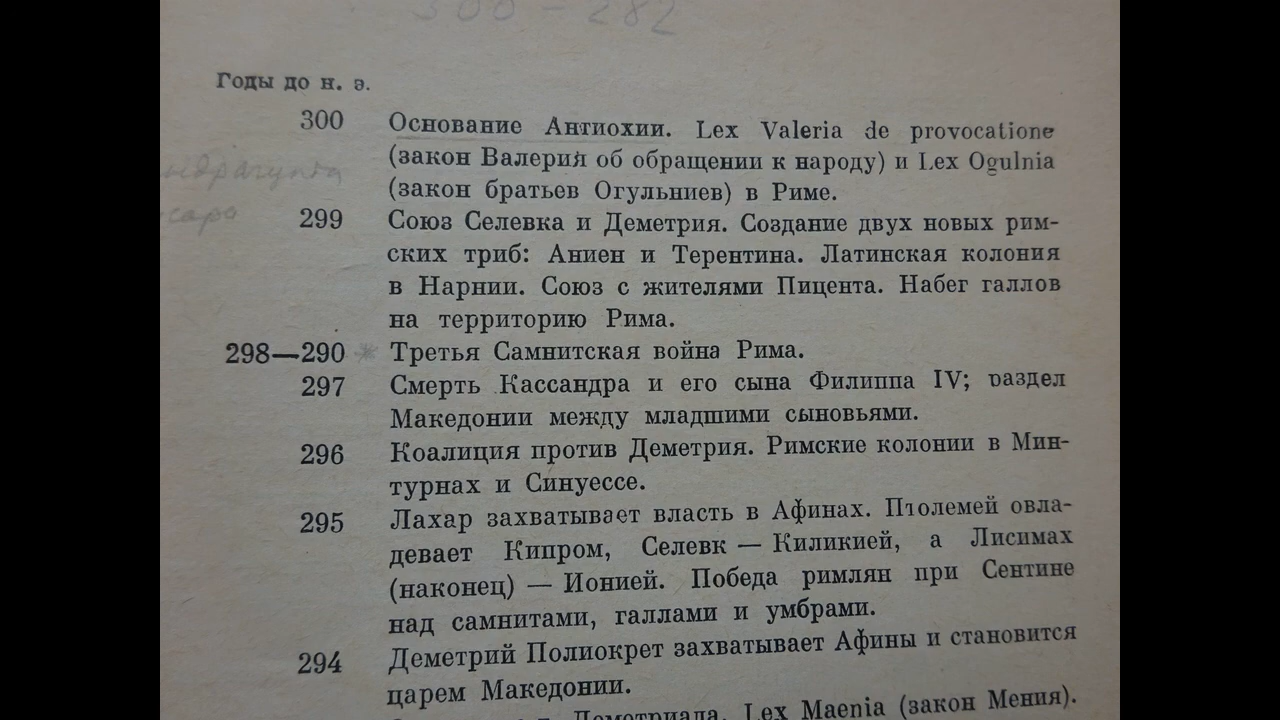 300 – 282
Годы до н. э.
300 Основание Антиохии. Lex Valeria de provocatione
(закон Валерия об обращении к народу) и Lex Ogulnia
(закон братьев Огульниев) в Риме.
299 Союз Селевка и Деметрия. Создание двух новых рим-
ских триб: Аниен и Терентина. Латинская колония
в Нарнии. Союз с жителями Пицента. Набег галлов
на территорию Рима.
298—290 Третья Самнитская война Рима.
297 Смерть Кассандра и его сына Филиппа IV; раздел
Македонии между младшими сыновьями.
296 Коалиция против Деметрия. Римские колонии в Мин-
турнах и Синуессе.
295 Лахар захватывает власть в Афинах. Птолемей овла-
девает Кипром, Селевк — Киликией, а Лисимах
(наконец) — Ионией. Победа римлян при Сентине
над самнитами, галлами и умбрами.
294 Деметрий Полиокрет захватывает Афины и становится
царем Македонии.
Деметриада. Lex Maenia (закон Мения).